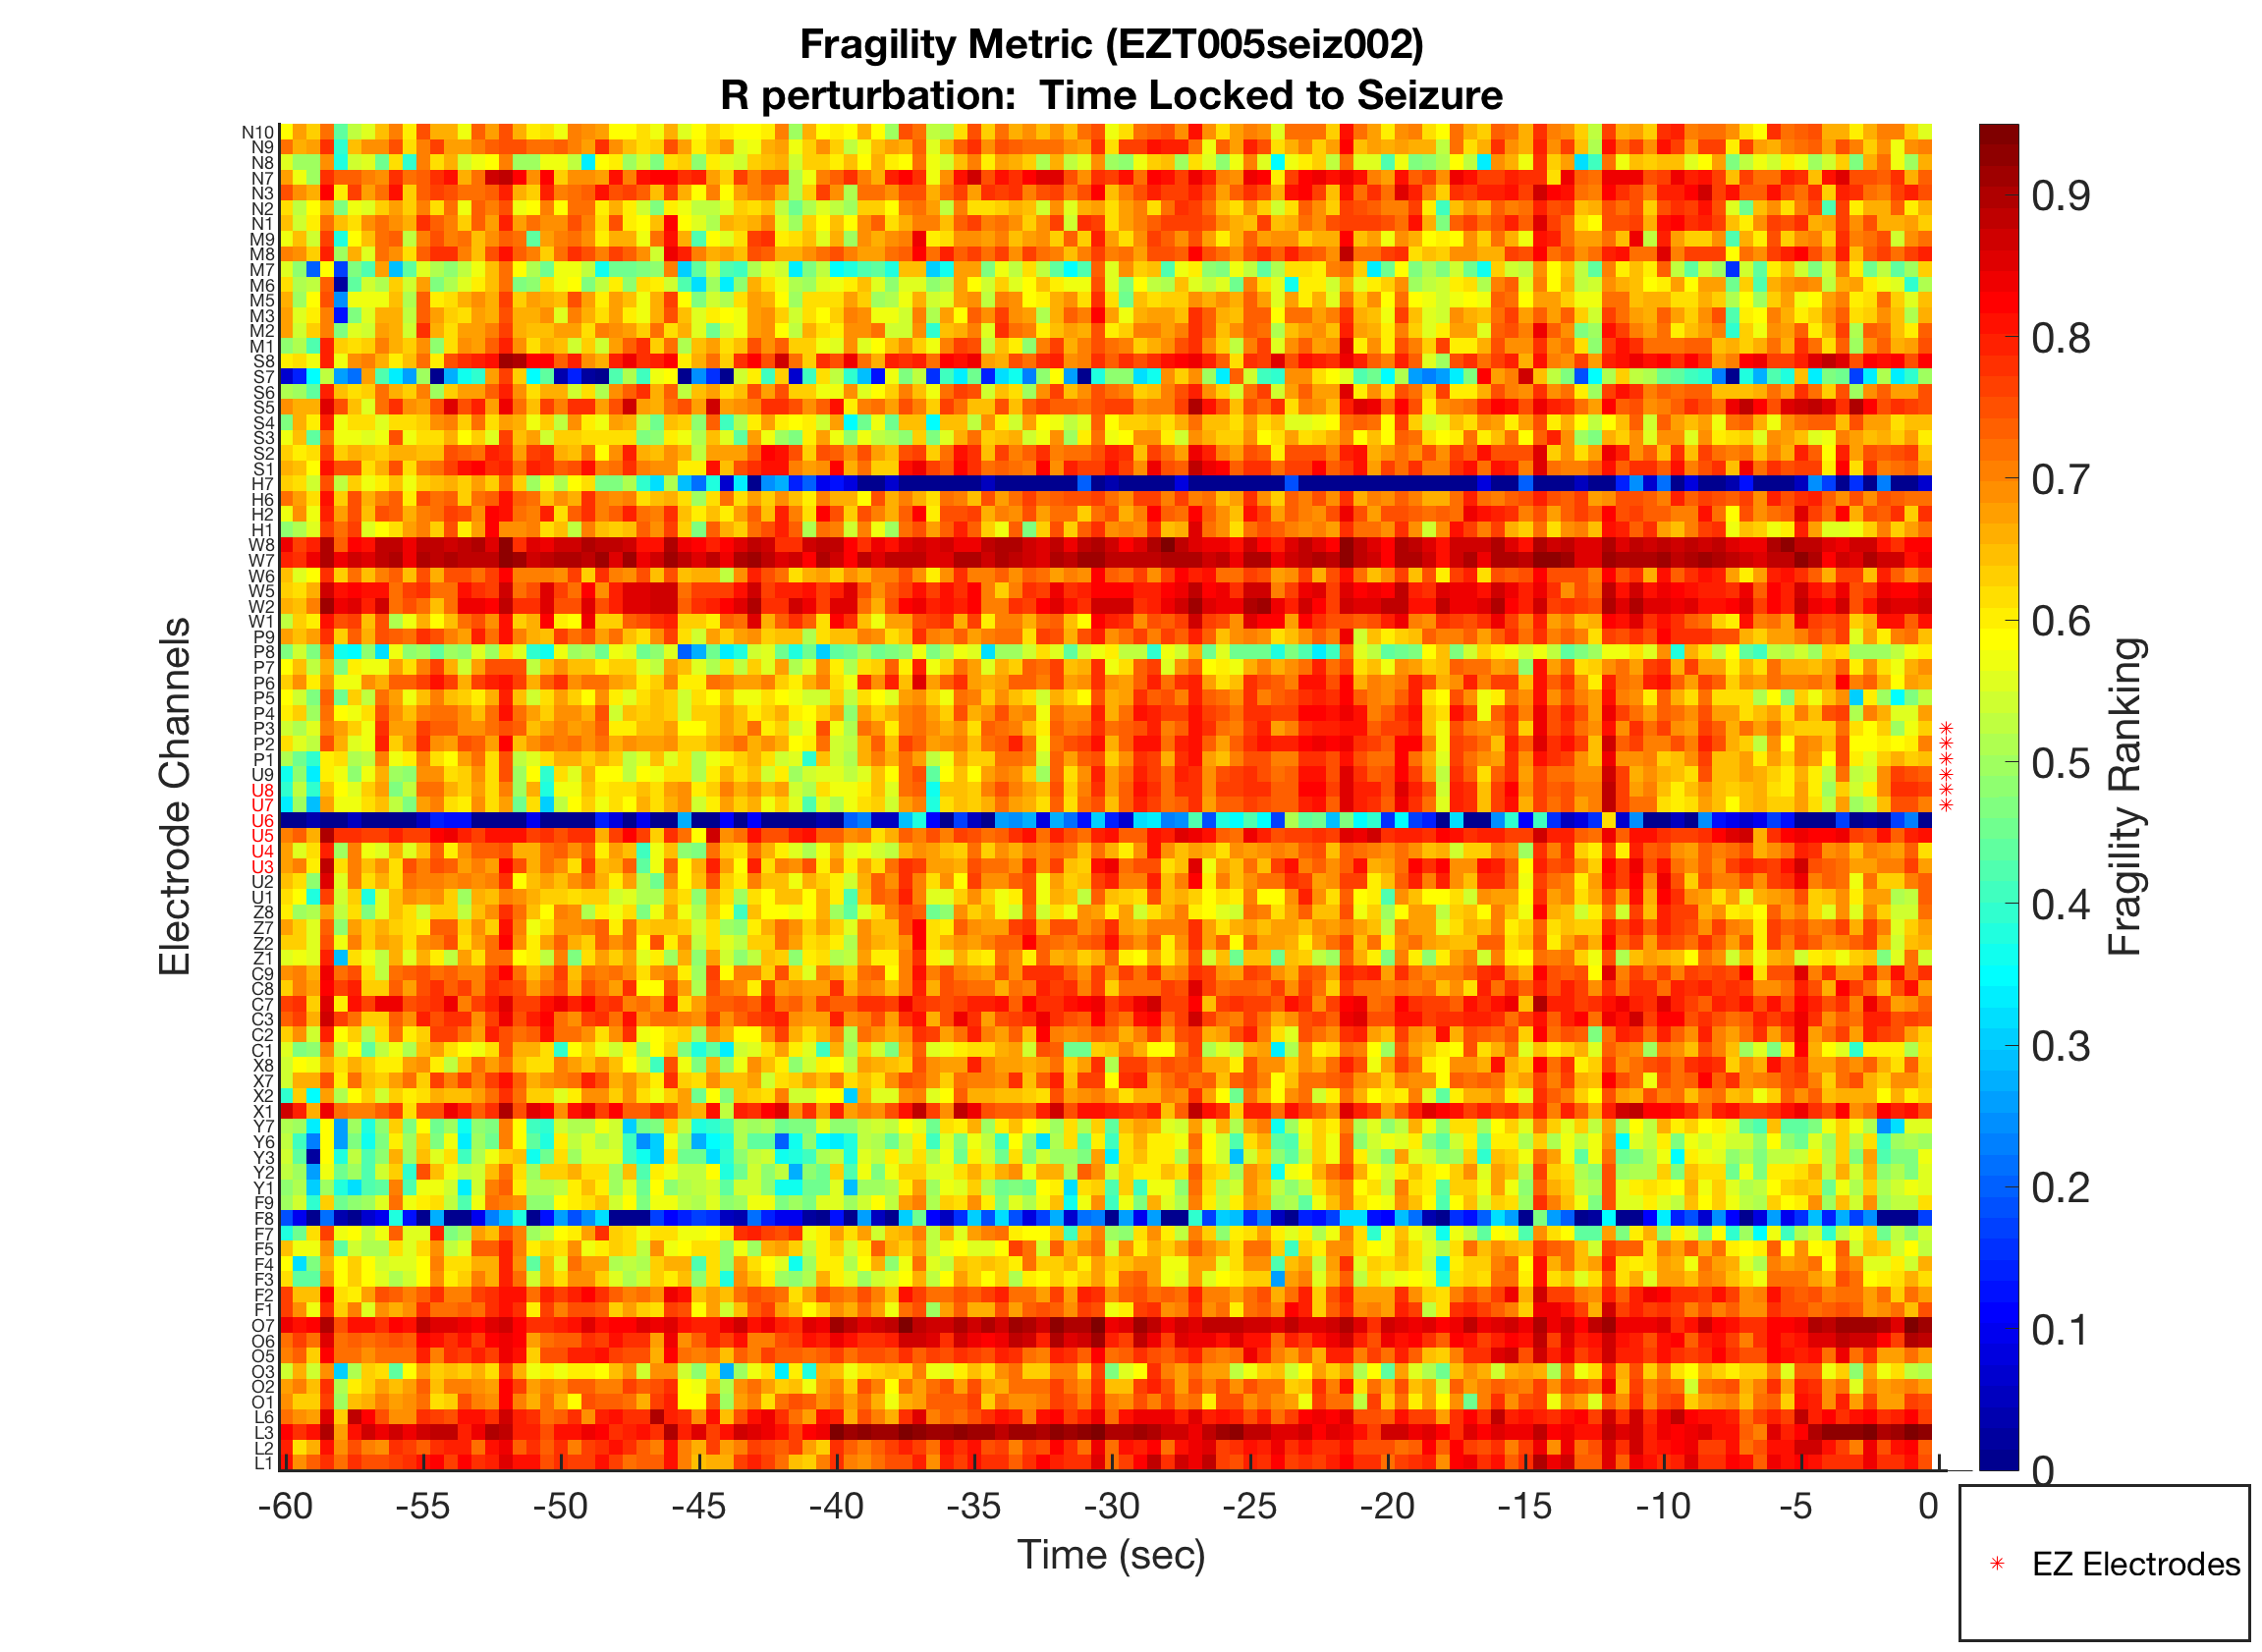 Fragility Metric (EZT005seiz002)
R perturbation:  Time Locked to Seizure
Electrode Channels
N10
N9
N8
N7
N3
N2
N1
M9
M8
M7
M6
M5
M3
M2
M1
S8
S7
S6
S5
S4
S3
S2
S1
H7
H6
H2
H1
W8
W7
W6
W5
W2
W1
P9
P8
P7
P6
P5
P4
P3
P2
P1
U9
U8
U7
U6
U5
U4
U3
U2
U1
Z8
Z7
Z2
Z1
C9
C8
C7
C3
C2
C1
X8
X7
X2
X1
Y7
Y6
Y3
Y2
Y1
F9
F8
F7
F5
F4
F3
F2
F1
O7
O6
O5
O3
O2
O1
L6
L3
L2
L1
-60 -55 -50 -45 -40 -35 -30 -25 -20 -15 -10 -5 0
Time (sec)
0.9
0.8
0.7
0.6
0.5
0.4
0.3
0.2
0.1
0
Fragility Ranking
EZ Electrodes